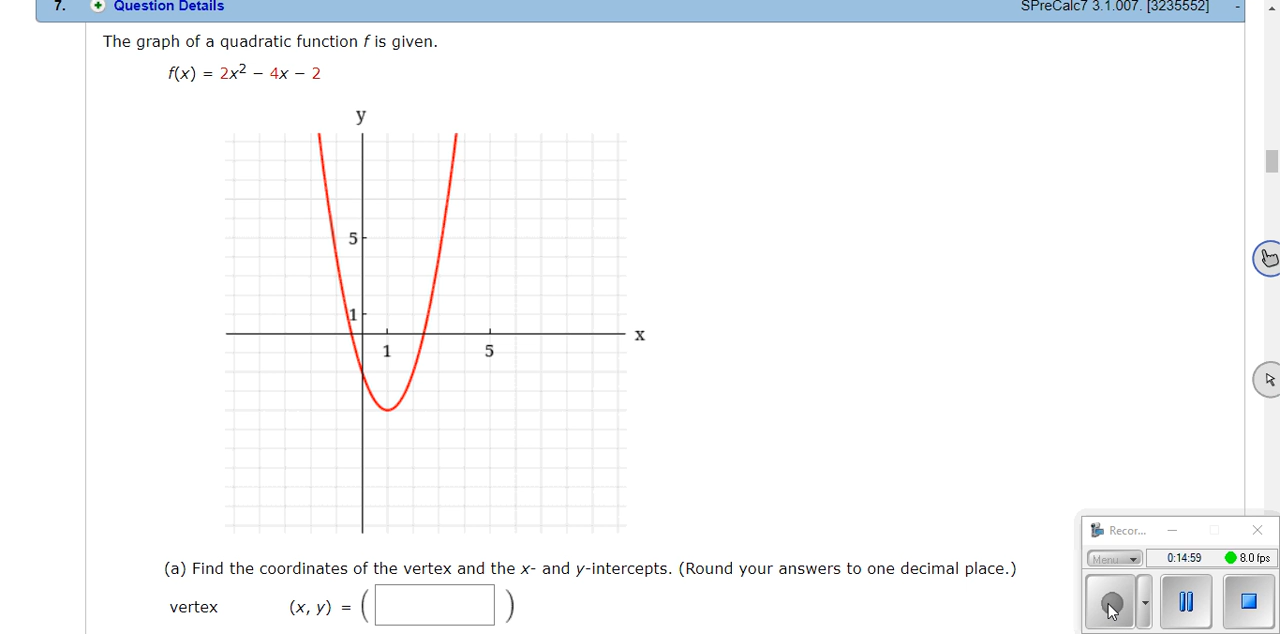 7. Question Details SPreCalc7 3.1.007. [3235552] -
The graph of a quadratic function f is given.
f(x) = 2x² − 4x − 2
y
5
1
x
1 5
Recor...
(a) Find the coordinates of the vertex and the x- and y-intercepts. (Round your answers to one decimal place.)
Menu 0:14:59 8.0 fps
vertex (x, y) = ( )